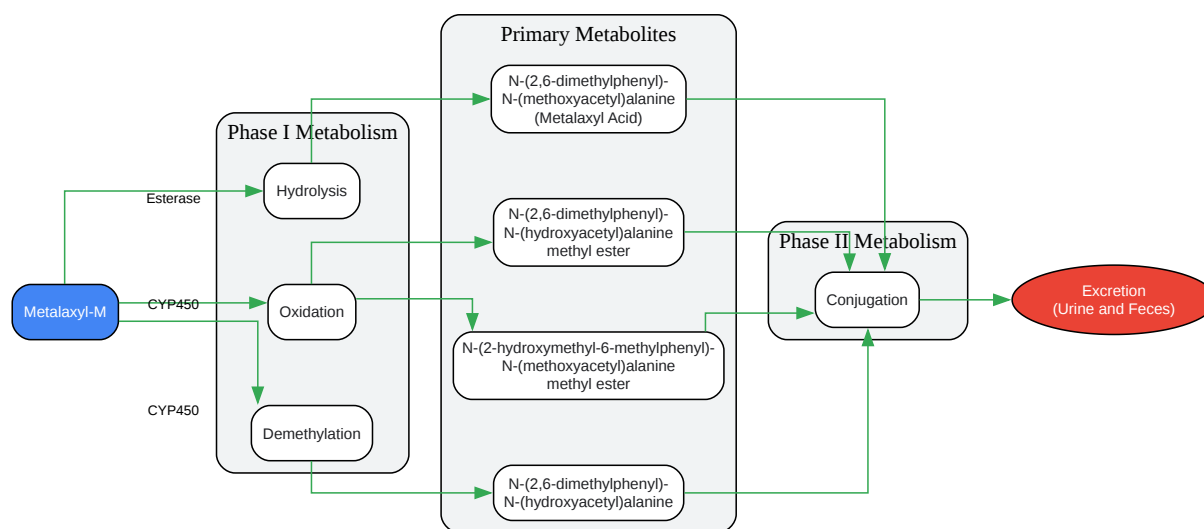 Primary Metabolites
N-(2,6-dimethylphenyl)-
N-(methoxyacetyl)alanine
(Metalaxyl Acid)
Phase I Metabolism
Hydrolysis
Esterase
N-(2,6-dimethylphenyl)-
N-(hydroxyacetyl)alanine
methyl ester
Phase II Metabolism
Metalaxyl-M
CYP450
Oxidation
Conjugation
Excretion
(Urine and Feces)
N-(2-hydroxymethyl-6-methylphenyl)-
N-(methoxyacetyl)alanine
methyl ester
CYP450
Demethylation
N-(2,6-dimethylphenyl)-
N-(hydroxyacetyl)alanine